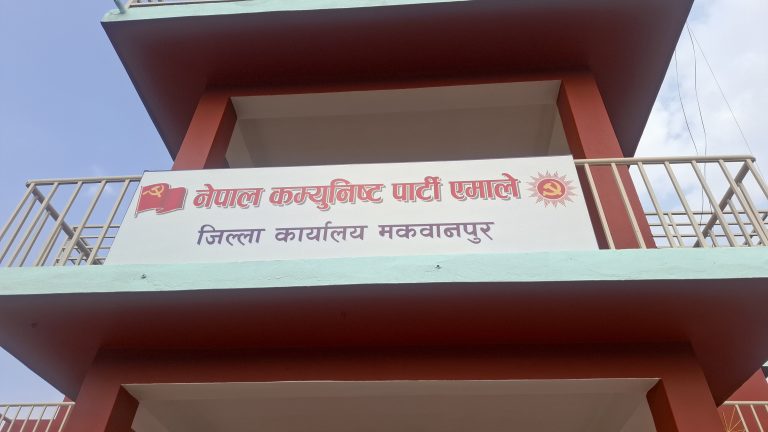 नेपाल कम्युनिष्ट पार्टी एमाले
जिल्ला कार्यालय मकवानपुर